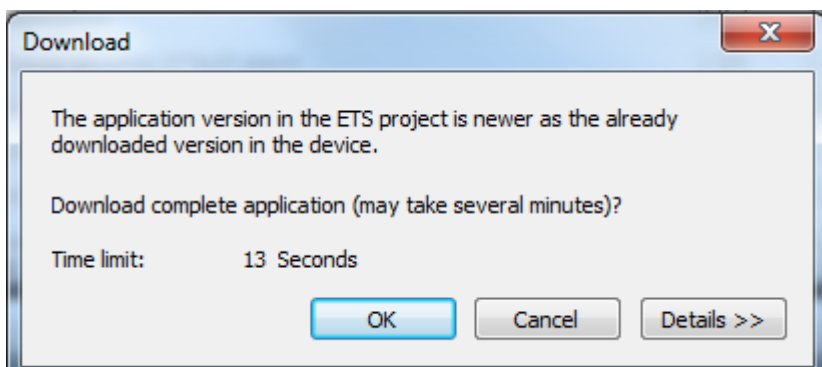 Download
The application version in the ETS project is newer as the already
downloaded version in the device.
Download complete application (may take several minutes)?
Time limit: 13 Seconds
OK Cancel Details >>